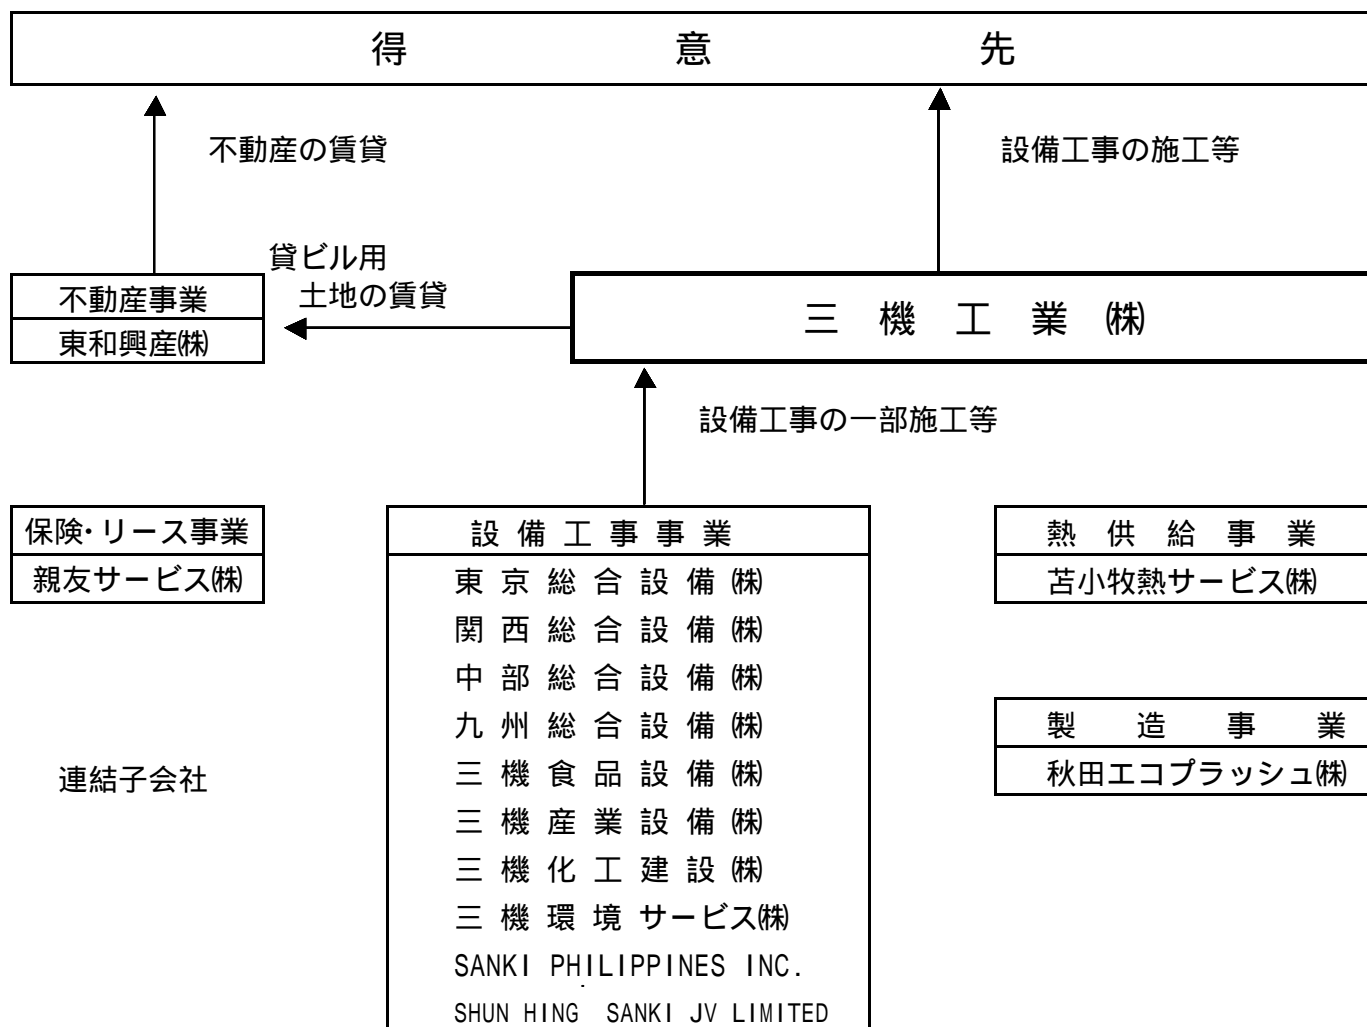 得意先
不動産の賃貸
設備工事の施工等
貸ビル用
土地の賃貸
不動産事業
東和興産㈱
三機工業㈱
設備工事の一部施工等
保険・リース事業
親友サービス㈱
設備工事事業
東京総合設備㈱
関西総合設備㈱
中部総合設備㈱
九州総合設備㈱
三機食品設備㈱
三機産業設備㈱
三機化工建設㈱
三機環境サービス㈱
SANKI PHILIPPINES INC.
SHUN HING SANKI JV LIMITED
熱供給事業
苫小牧熱サービス㈱
製造事業
秋田エコプラッシュ㈱
連結子会社